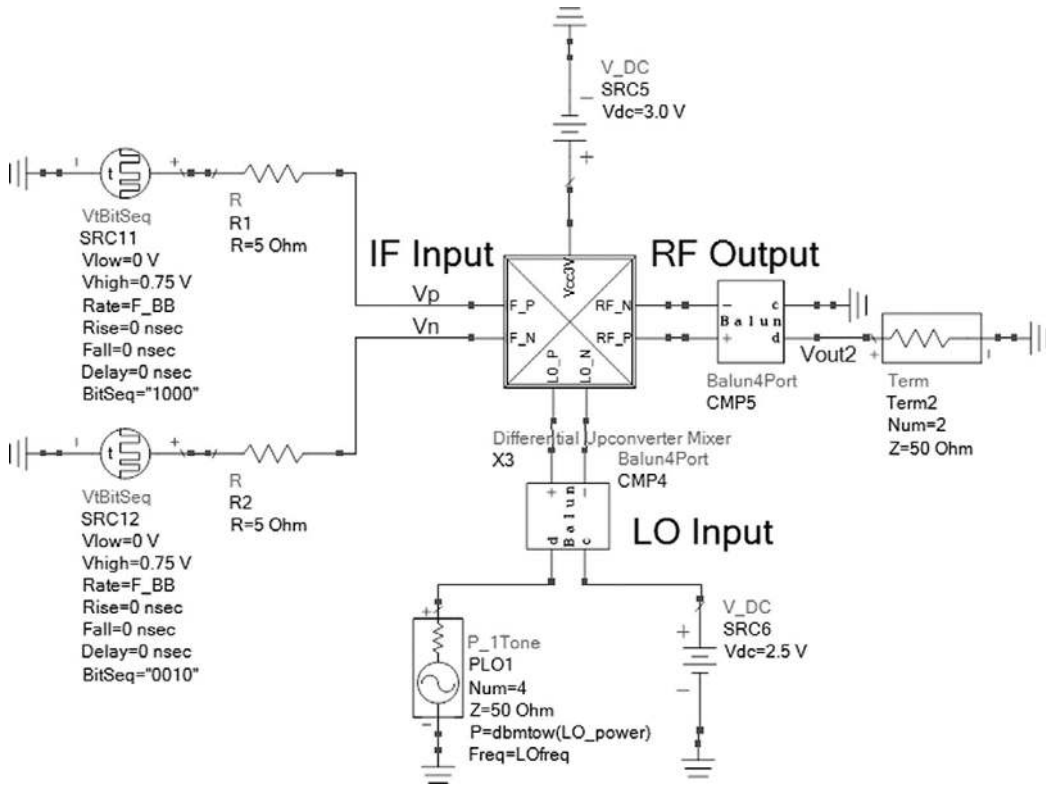 V_DC
SRC5
Vdc=3.0 V
t
VtBitSeq
SRC11
Vlow=0 V
Vhigh=0.75 V
Rate=F_BB
Rise=0 nsec
Fall=0 nsec
Delay=0 nsec
BitSeq="1000"
R
R1
R=5 Ohm
IF Input
RF Output
Vp
Vn
Vcc3V
F_P
F_N
RF_N
RF_P
LO_P
LO_N
Balun
c
d
Vout2
Balun4Port
CMP5
Term
Term2
Num=2
Z=50 Ohm
Differential Upconverter Mixer
X3
Balun4Port
CMP4
t
VtBitSeq
SRC12
Vlow=0 V
Vhigh=0.75 V
Rate=F_BB
Rise=0 nsec
Fall=0 nsec
Delay=0 nsec
BitSeq="0010"
R
R2
R=5 Ohm
Balun
d
c
LO Input
P_1Tone
PLO1
Num=4
Z=50 Ohm
P=dbmtow(LO_power)
Freq=LOfreq
V_DC
SRC6
Vdc=2.5 V